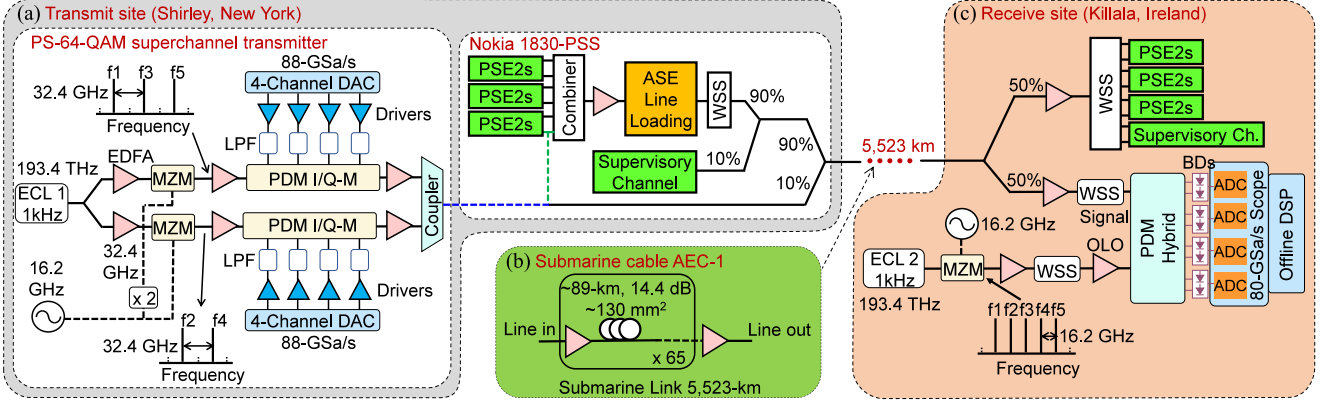 (a) Transmit site (Shirley, New York)
PS-64-QAM superchannel transmitter
f1 f3 f5
32.4 GHz
Frequency
88-GSa/s
4-Channel DAC
Drivers
LPF
EDFA
193.4 THz
MZM
PDM I/Q-M
ECL 1
1kHz
Coupler
MZM
PDM I/Q-M
32.4
GHz
LPF
16.2
GHz
x 2
Drivers
4-Channel DAC
88-GSa/s
f2 f4
32.4 GHz
Frequency
Nokia 1830-PSS
PSE2s
PSE2s
PSE2s
Combiner
ASE
Line
Loading
WSS
90%
Supervisory
Channel
10%
90%
10%
5,523 km
(b) Submarine cable AEC-1
~89-km, 14.4 dB
~130 mm²
Line in
Line out
x 65
Submarine Link 5,523-km
(c) Receive site (Killala, Ireland)
50%
WSS
PSE2s
PSE2s
PSE2s
Supervisory Ch.
50%
WSS
Signal
PDM
Hybrid
BDs
ADC
ADC
ADC
ADC
80-GSa/s Scope
Offline DSP
16.2 GHz
OLO
ECL 2
1kHz
MZM
WSS
193.4 THz
f1f2f3f4f5
16.2 GHz
Frequency